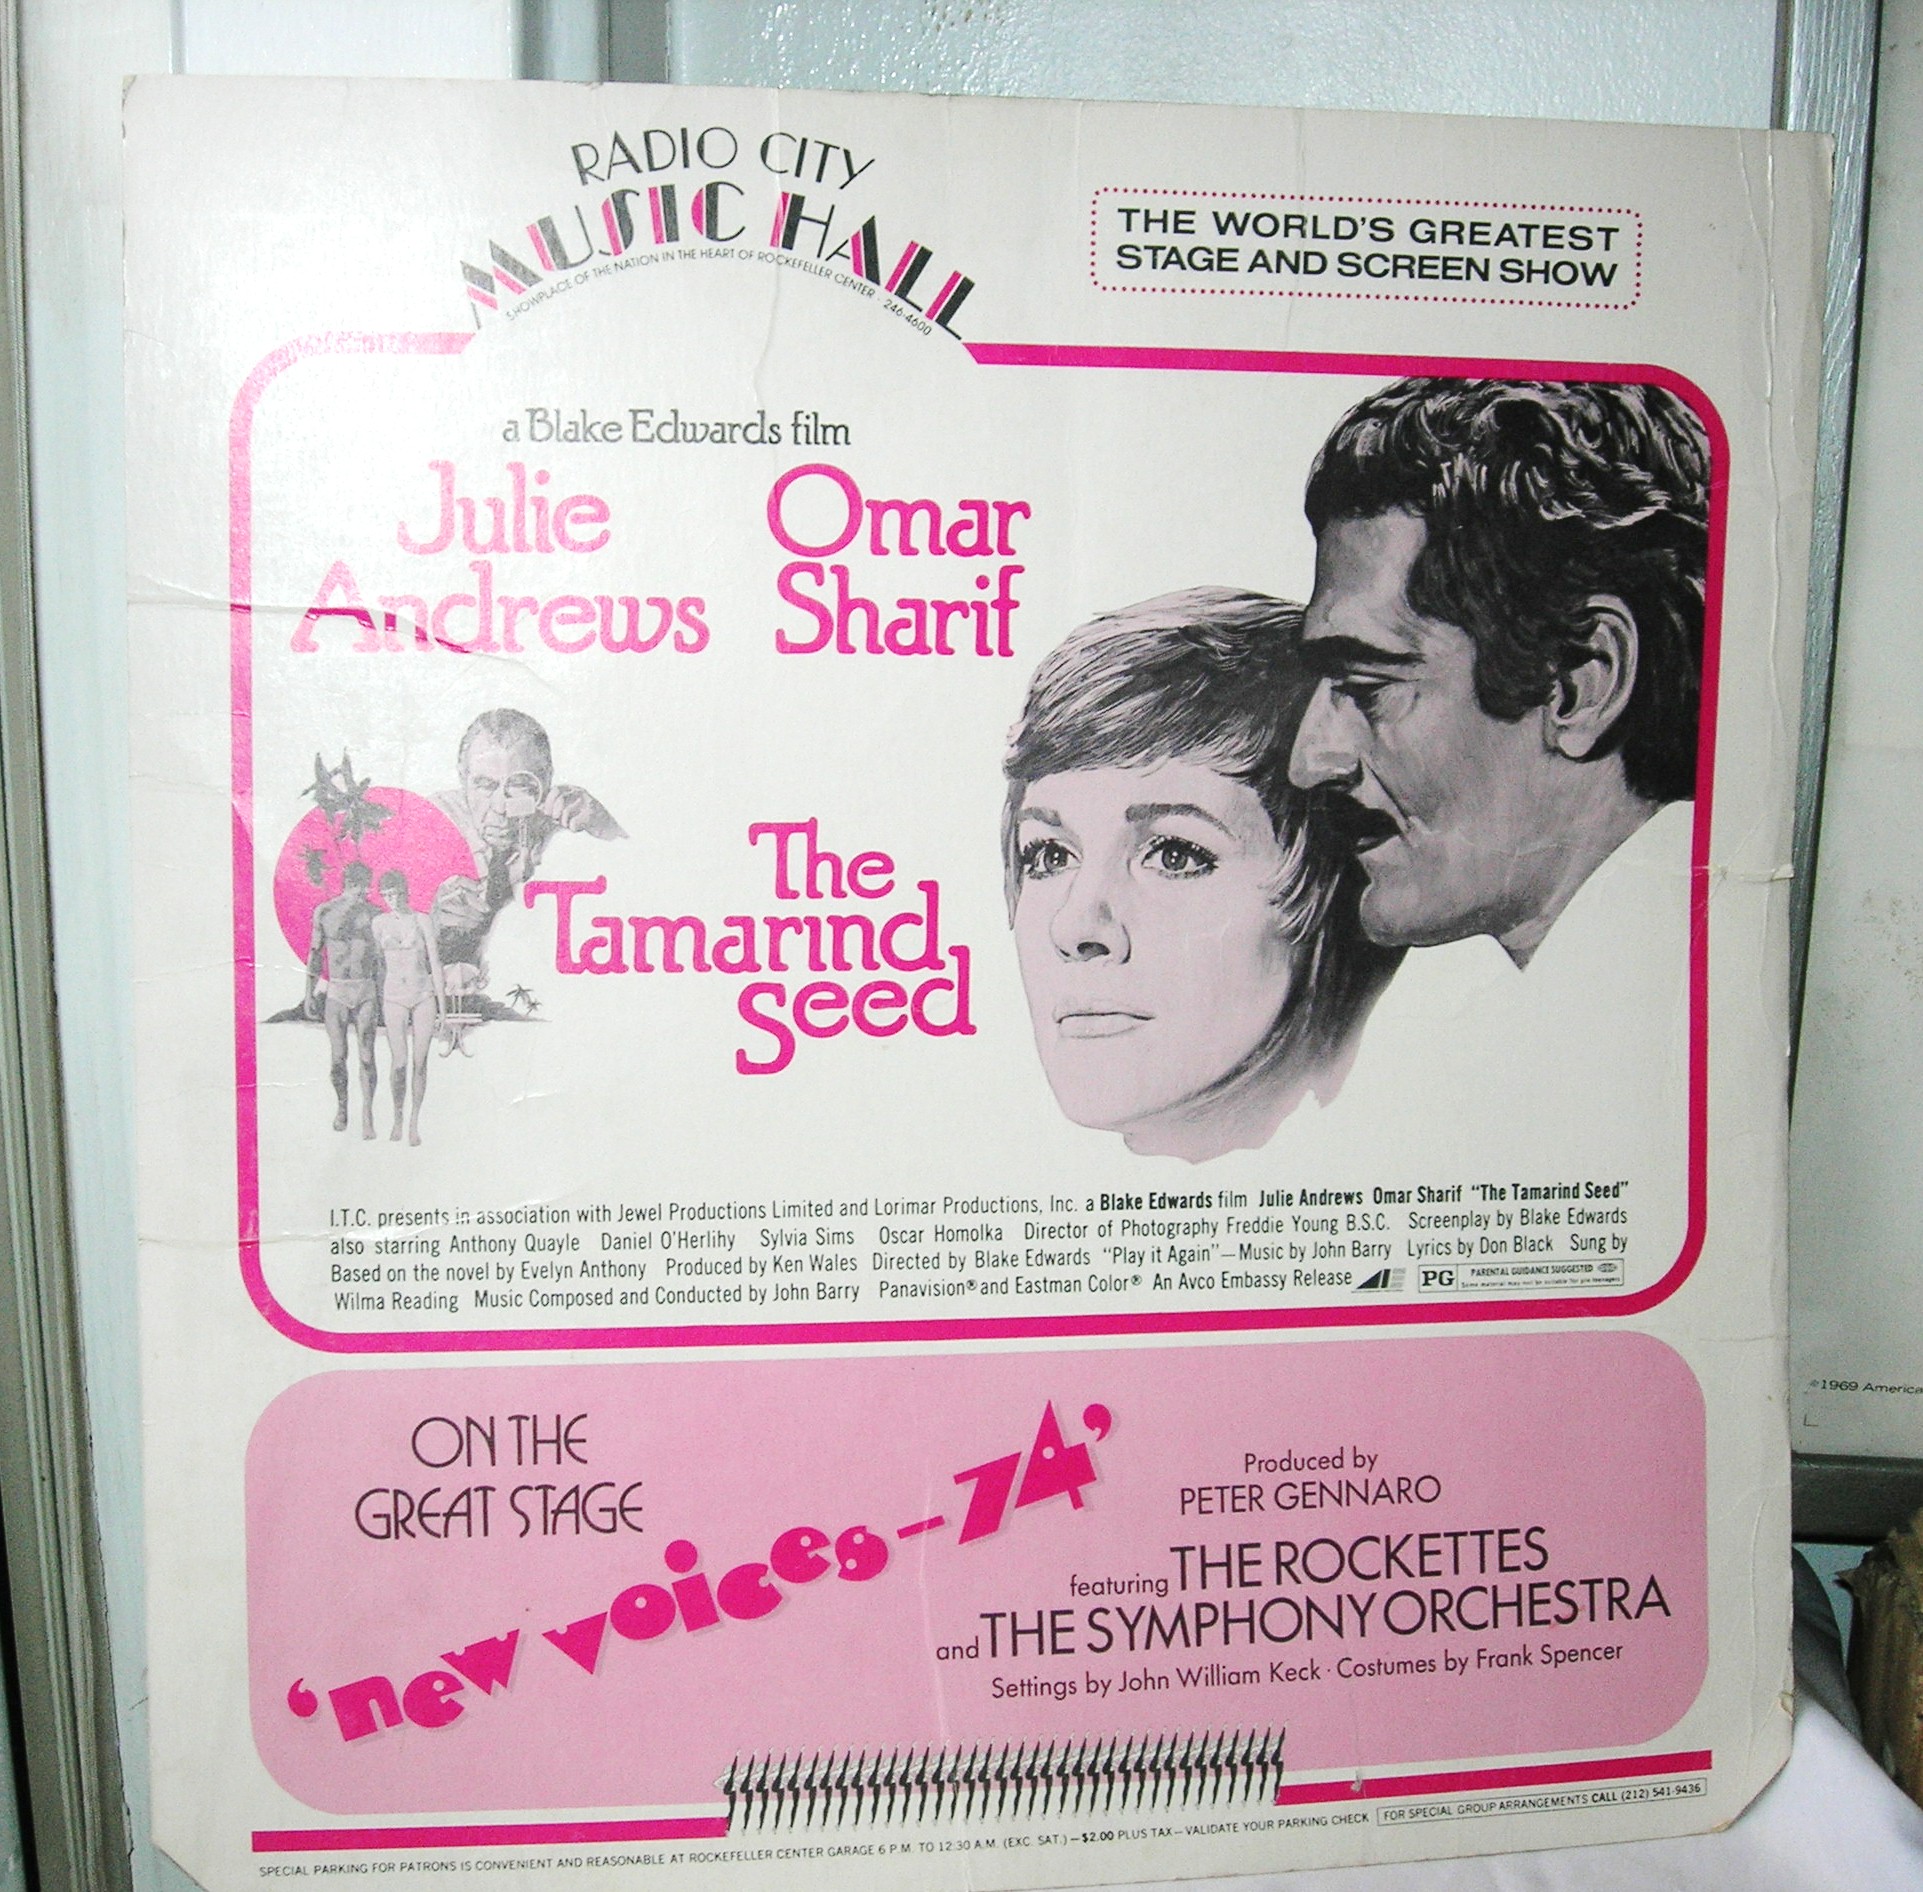 RADIO CITY
MUSIC HALL
SHOWPLACE OF THE NATION IN THE HEART OF ROCKEFELLER CENTER · 246-4600
THE WORLD'S GREATEST
STAGE AND SCREEN SHOW
a Blake Edwards film
Julie Andrews
Omar Sharif
The
Tamarind
Seed
I.T.C. presents in association with Jewel Productions Limited and Lorimar Productions, Inc. a Blake Edwards film Julie Andrews Omar Sharif "The Tamarind Seed"
also starring Anthony Quayle Daniel O'Herlihy Sylvia Sims Oscar Homolka Director of Photography Freddie Young B.S.C. Screenplay by Blake Edwards
Based on the novel by Evelyn Anthony Produced by Ken Wales Directed by Blake Edwards "Play it Again"—Music by John Barry Lyrics by Don Black Sung by
Wilma Reading Music Composed and Conducted by John Barry Panavision® and Eastman Color® An Avco Embassy Release
PG PARENTAL GUIDANCE SUGGESTED
Some material may not be suitable for pre-teenagers
ON THE
GREAT STAGE
'new voices–74'
Produced by
PETER GENNARO
featuring THE ROCKETTES
and THE SYMPHONY ORCHESTRA
Settings by John William Keck · Costumes by Frank Spencer
SPECIAL PARKING FOR PATRONS IS CONVENIENT AND REASONABLE AT ROCKEFELLER CENTER GARAGE 6 P.M. TO 12:30 A.M. (EXC. SAT.)—$2.00 PLUS TAX—VALIDATE YOUR PARKING CHECK
FOR SPECIAL GROUP ARRANGEMENTS CALL (212) 541-9436
©1969 America